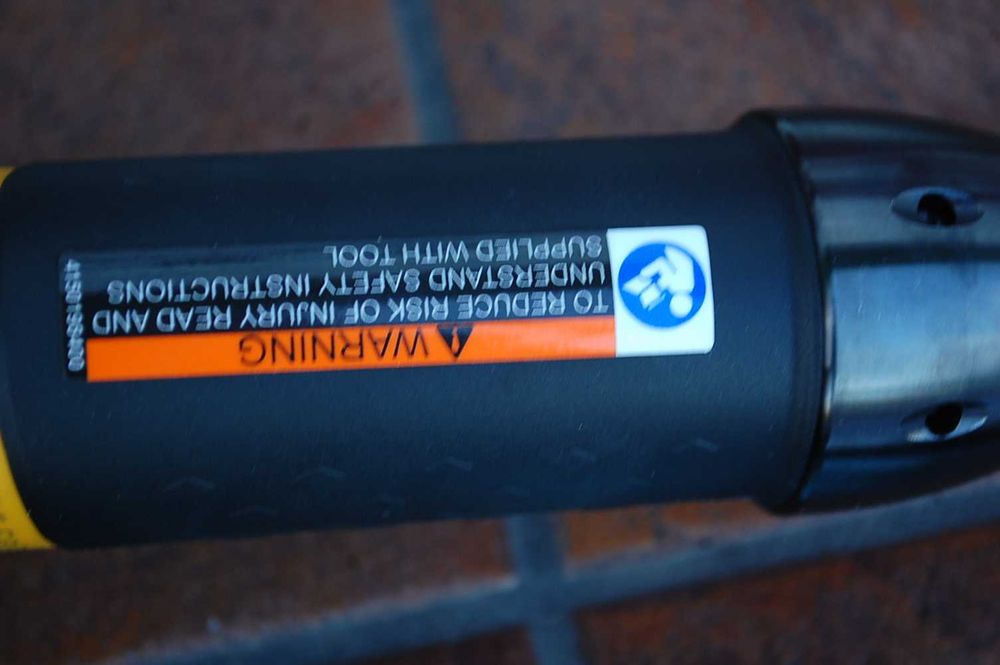 WARNING
TO REDUCE RISK OF INJURY READ AND
UNDERSTAND SAFETY INSTRUCTIONS
SUPPLIED WITH TOOL